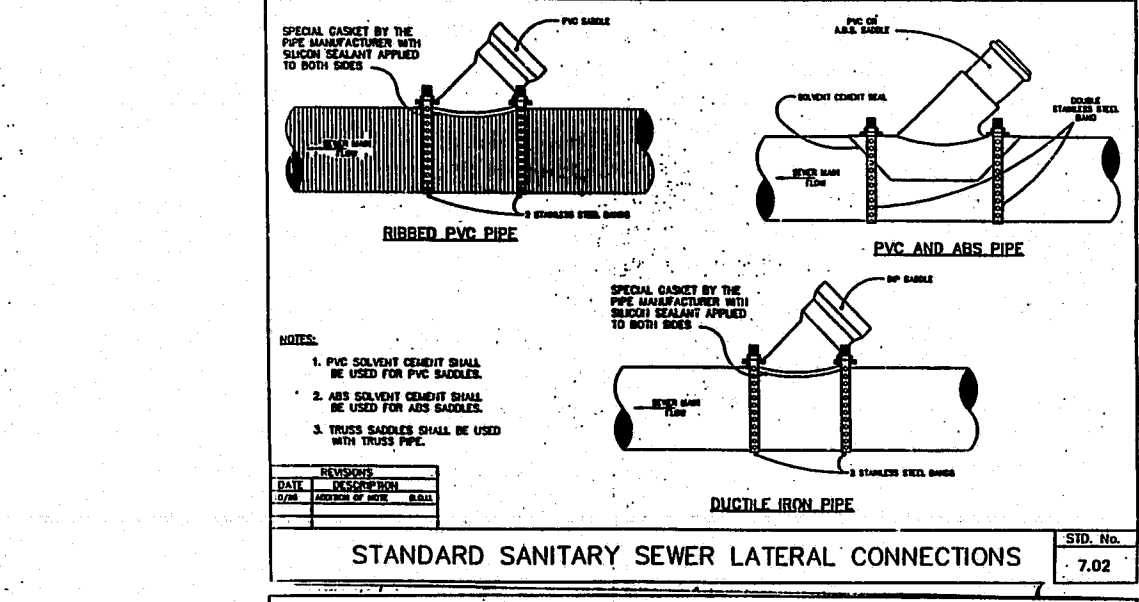 SPECIAL GASKET BY THE
PIPE MANUFACTURER WITH
SILICON SEALANT APPLIED
TO BOTH SIDES
PVC SADDLE
SEWER MAIN
FLOW
2 STAINLESS STEEL BANDS
RIBBED PVC PIPE
PVC OR
A.B.S. SADDLE
SOLVENT CEMENT SEAL
DOUBLE
STAINLESS STEEL
BAND
SEWER MAIN
FLOW
PVC AND ABS PIPE
SPECIAL GASKET BY THE
PIPE MANUFACTURER WITH
SILICON SEALANT APPLIED
TO BOTH SIDES
DIP SADDLE
SEWER MAIN
FLOW
2 STAINLESS STEEL BANDS
DUCTILE IRON PIPE
NOTES:
1. PVC SOLVENT CEMENT SHALL
BE USED FOR PVC SADDLES.
2. ABS SOLVENT CEMENT SHALL
BE USED FOR ABS SADDLES.
3. TRUSS SADDLES SHALL BE USED
WITH TRUSS PIPE.
REVISIONS
DATE DESCRIPTION
ADDITION OF NOTE
STANDARD SANITARY SEWER LATERAL CONNECTIONS
STD. No.
7.02